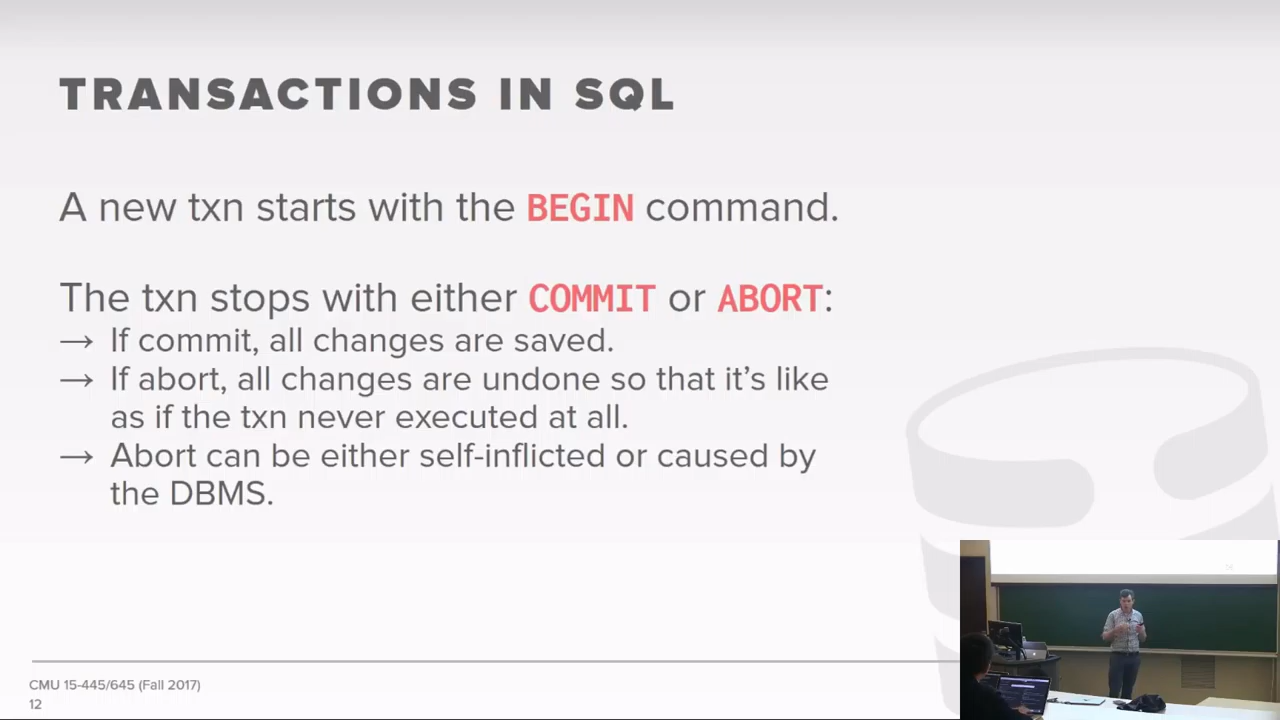 TRANSACTIONS IN SQL
A new txn starts with the BEGIN command.
The txn stops with either COMMIT or ABORT:
→ If commit, all changes are saved.
→ If abort, all changes are undone so that it’s like
as if the txn never executed at all.
→ Abort can be either self-inflicted or caused by
the DBMS.
CMU 15-445/645 (Fall 2017)
12